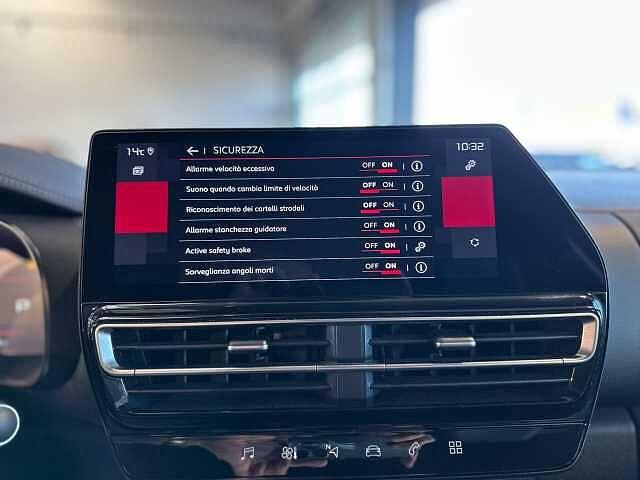 14°C
SICUREZZA
10:32
Allarme velocità eccessiva OFF ON
Suono quando cambia limite di velocità OFF ON
Riconoscimento dei cartelli stradali OFF ON
Allarme stanchezza guidatore OFF ON
Active safety brake OFF ON
Sorveglianza angoli morti OFF ON
P
N